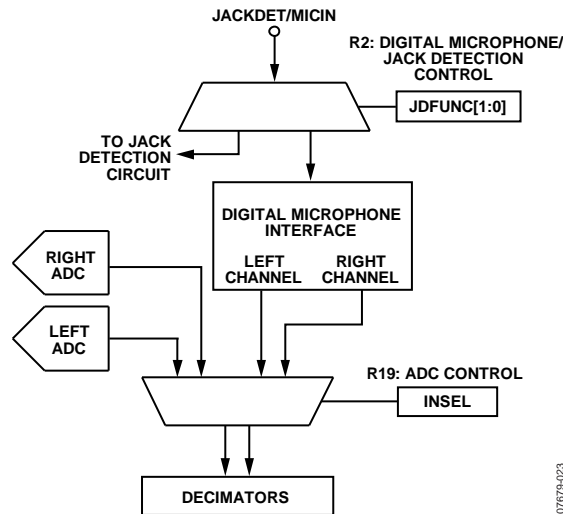 JACKDET/MICIN
R2: DIGITAL MICROPHONE/
JACK DETECTION
CONTROL
JDFUNC[1:0]
TO JACK
DETECTION
CIRCUIT
DIGITAL MICROPHONE
INTERFACE
LEFT
CHANNEL
RIGHT
CHANNEL
RIGHT
ADC
LEFT
ADC
R19: ADC CONTROL
INSEL
DECIMATORS
07679-023